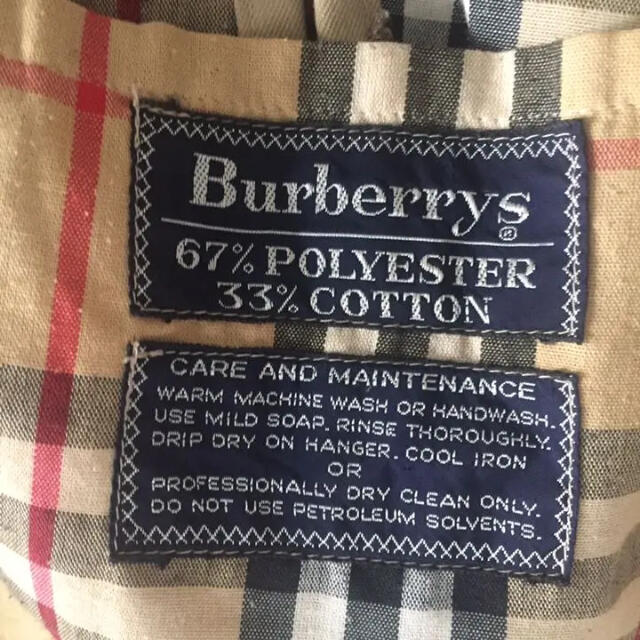 Burberrys®
67% POLYESTER
33% COTTON
CARE AND MAINTENANCE
WARM MACHINE WASH OR HANDWASH.
USE MILD SOAP. RINSE THOROUGHLY.
DRIP DRY ON HANGER. COOL IRON
OR
PROFESSIONALLY DRY CLEAN ONLY.
DO NOT USE PETROLEUM SOLVENTS.